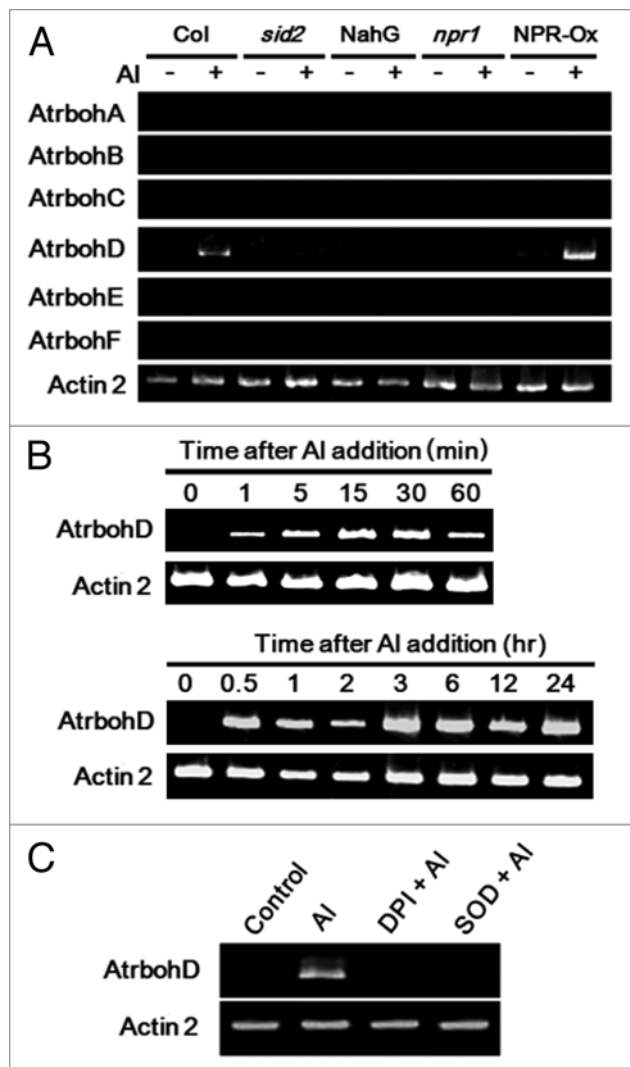 A
Col sid2 NahG npr1 NPR-Ox
Al - + - + - + - + - +
AtrbohA
AtrbohB
AtrbohC
AtrbohD
AtrbohE
AtrbohF
Actin 2
B
Time after Al addition (min)
0 1 5 15 30 60
AtrbohD
Actin 2
Time after Al addition (hr)
0 0.5 1 2 3 6 12 24
AtrbohD
Actin 2
C
Control Al DPI + Al SOD + Al
AtrbohD
Actin 2